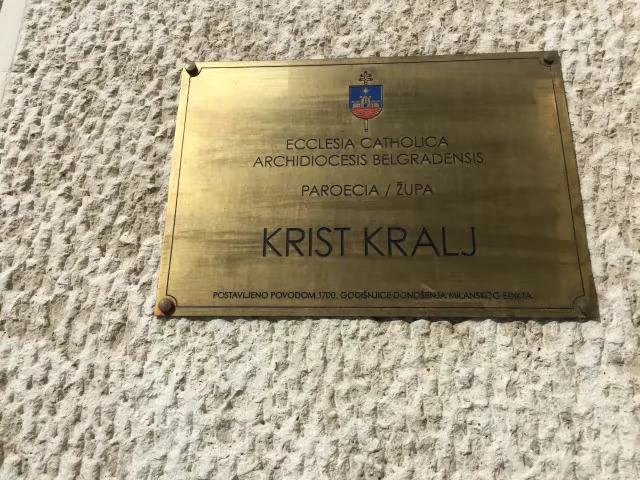 ECCLESIA CATHOLICA
ARCHIDIOCESIS BELGRADENSIS
PAROECIA / ŽUPA
KRIST KRALJ
POSTAVLJENO POVODOM 1700. GODIŠNJICE DONOŠENJA MILANSKOG EDIKTA